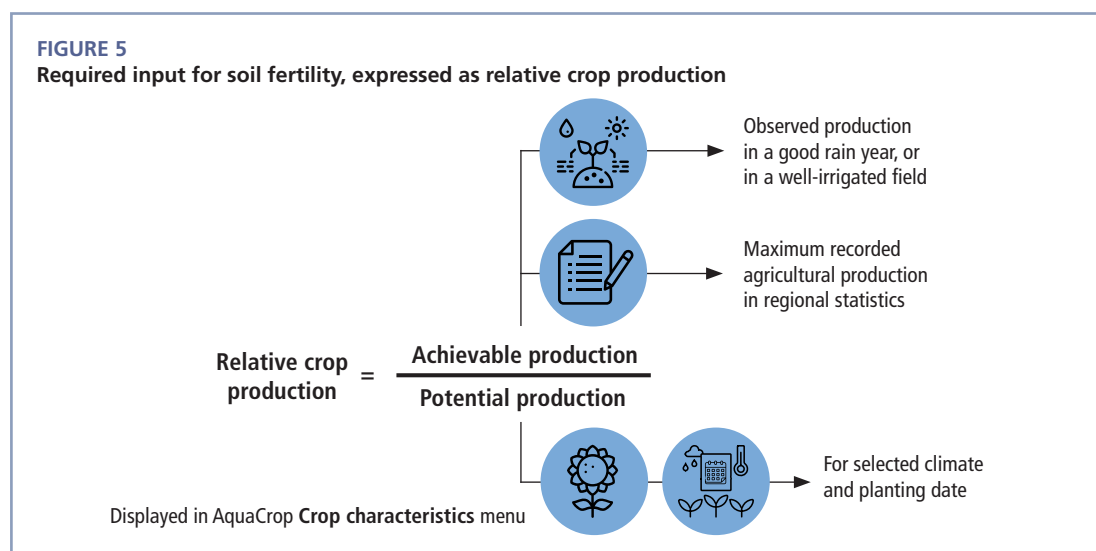 FIGURE 5
Required input for soil fertility, expressed as relative crop production
Observed production
in a good rain year, or
in a well-irrigated field
Maximum recorded
agricultural production
in regional statistics
Relative crop
production
=
Achievable production
Potential production
For selected climate
and planting date
Displayed in AquaCrop Crop characteristics menu